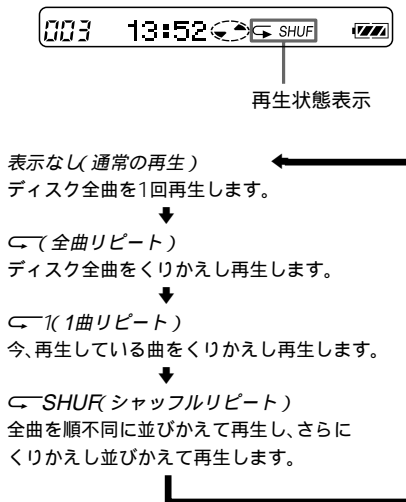 003 13:52 SHUF
再生状態表示
表示なし(通常の再生)
ディスク全曲を1回再生します。
(全曲リピート)
ディスク全曲をくりかえし再生します。
1(1曲リピート)
今、再生している曲をくりかえし再生します。
SHUF(シャッフルリピート)
全曲を順不同に並びかえて再生し、さらに
くりかえし並びかえて再生します。